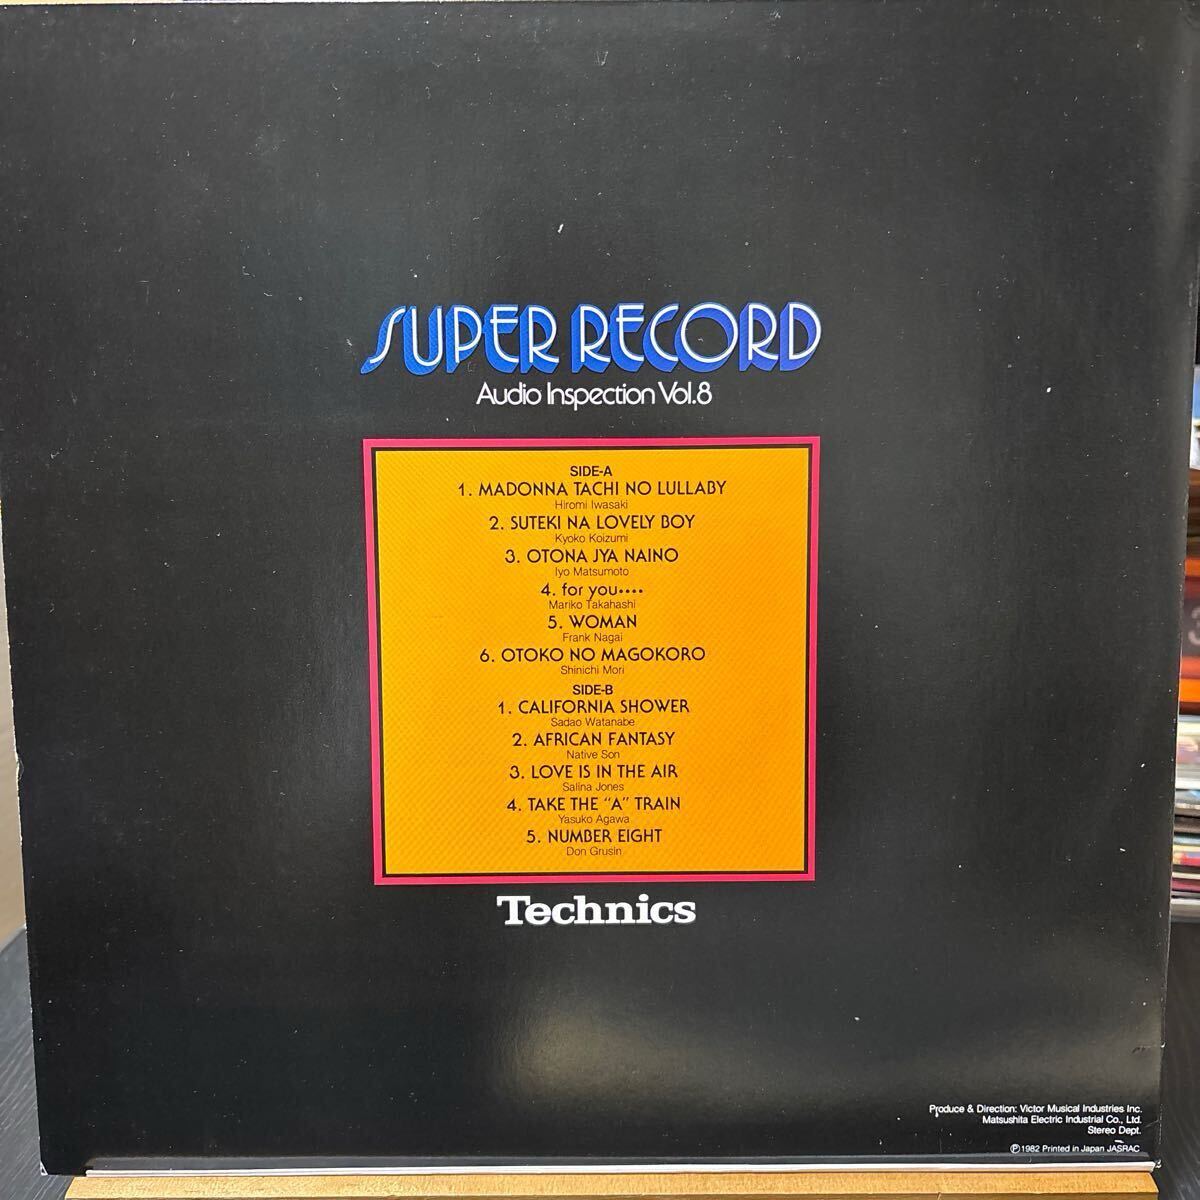 SUPER RECORD
Audio Inspection Vol.8
SIDE-A
1. MADONNA TACHI NO LULLABY
Hiromi Iwasaki
2. SUTEKI NA LOVELY BOY
Kyoko Koizumi
3. OTONA JYA NAINO
Iyo Matsumoto
4. for you••••
Mariko Takahashi
5. WOMAN
Frank Nagai
6. OTOKO NO MAGOKORO
Shinichi Mori
SIDE-B
1. CALIFORNIA SHOWER
Sadao Watanabe
2. AFRICAN FANTASY
Native Son
3. LOVE IS IN THE AIR
Salina Jones
4. TAKE THE "A" TRAIN
Yasuko Agawa
5. NUMBER EIGHT
Don Grusin
Technics
Produce & Direction: Victor Musical Industries Inc.
Matsushita Electric Industrial Co., Ltd.
Stereo Dept.
Ⓟ1982 Printed in Japan JASRAC